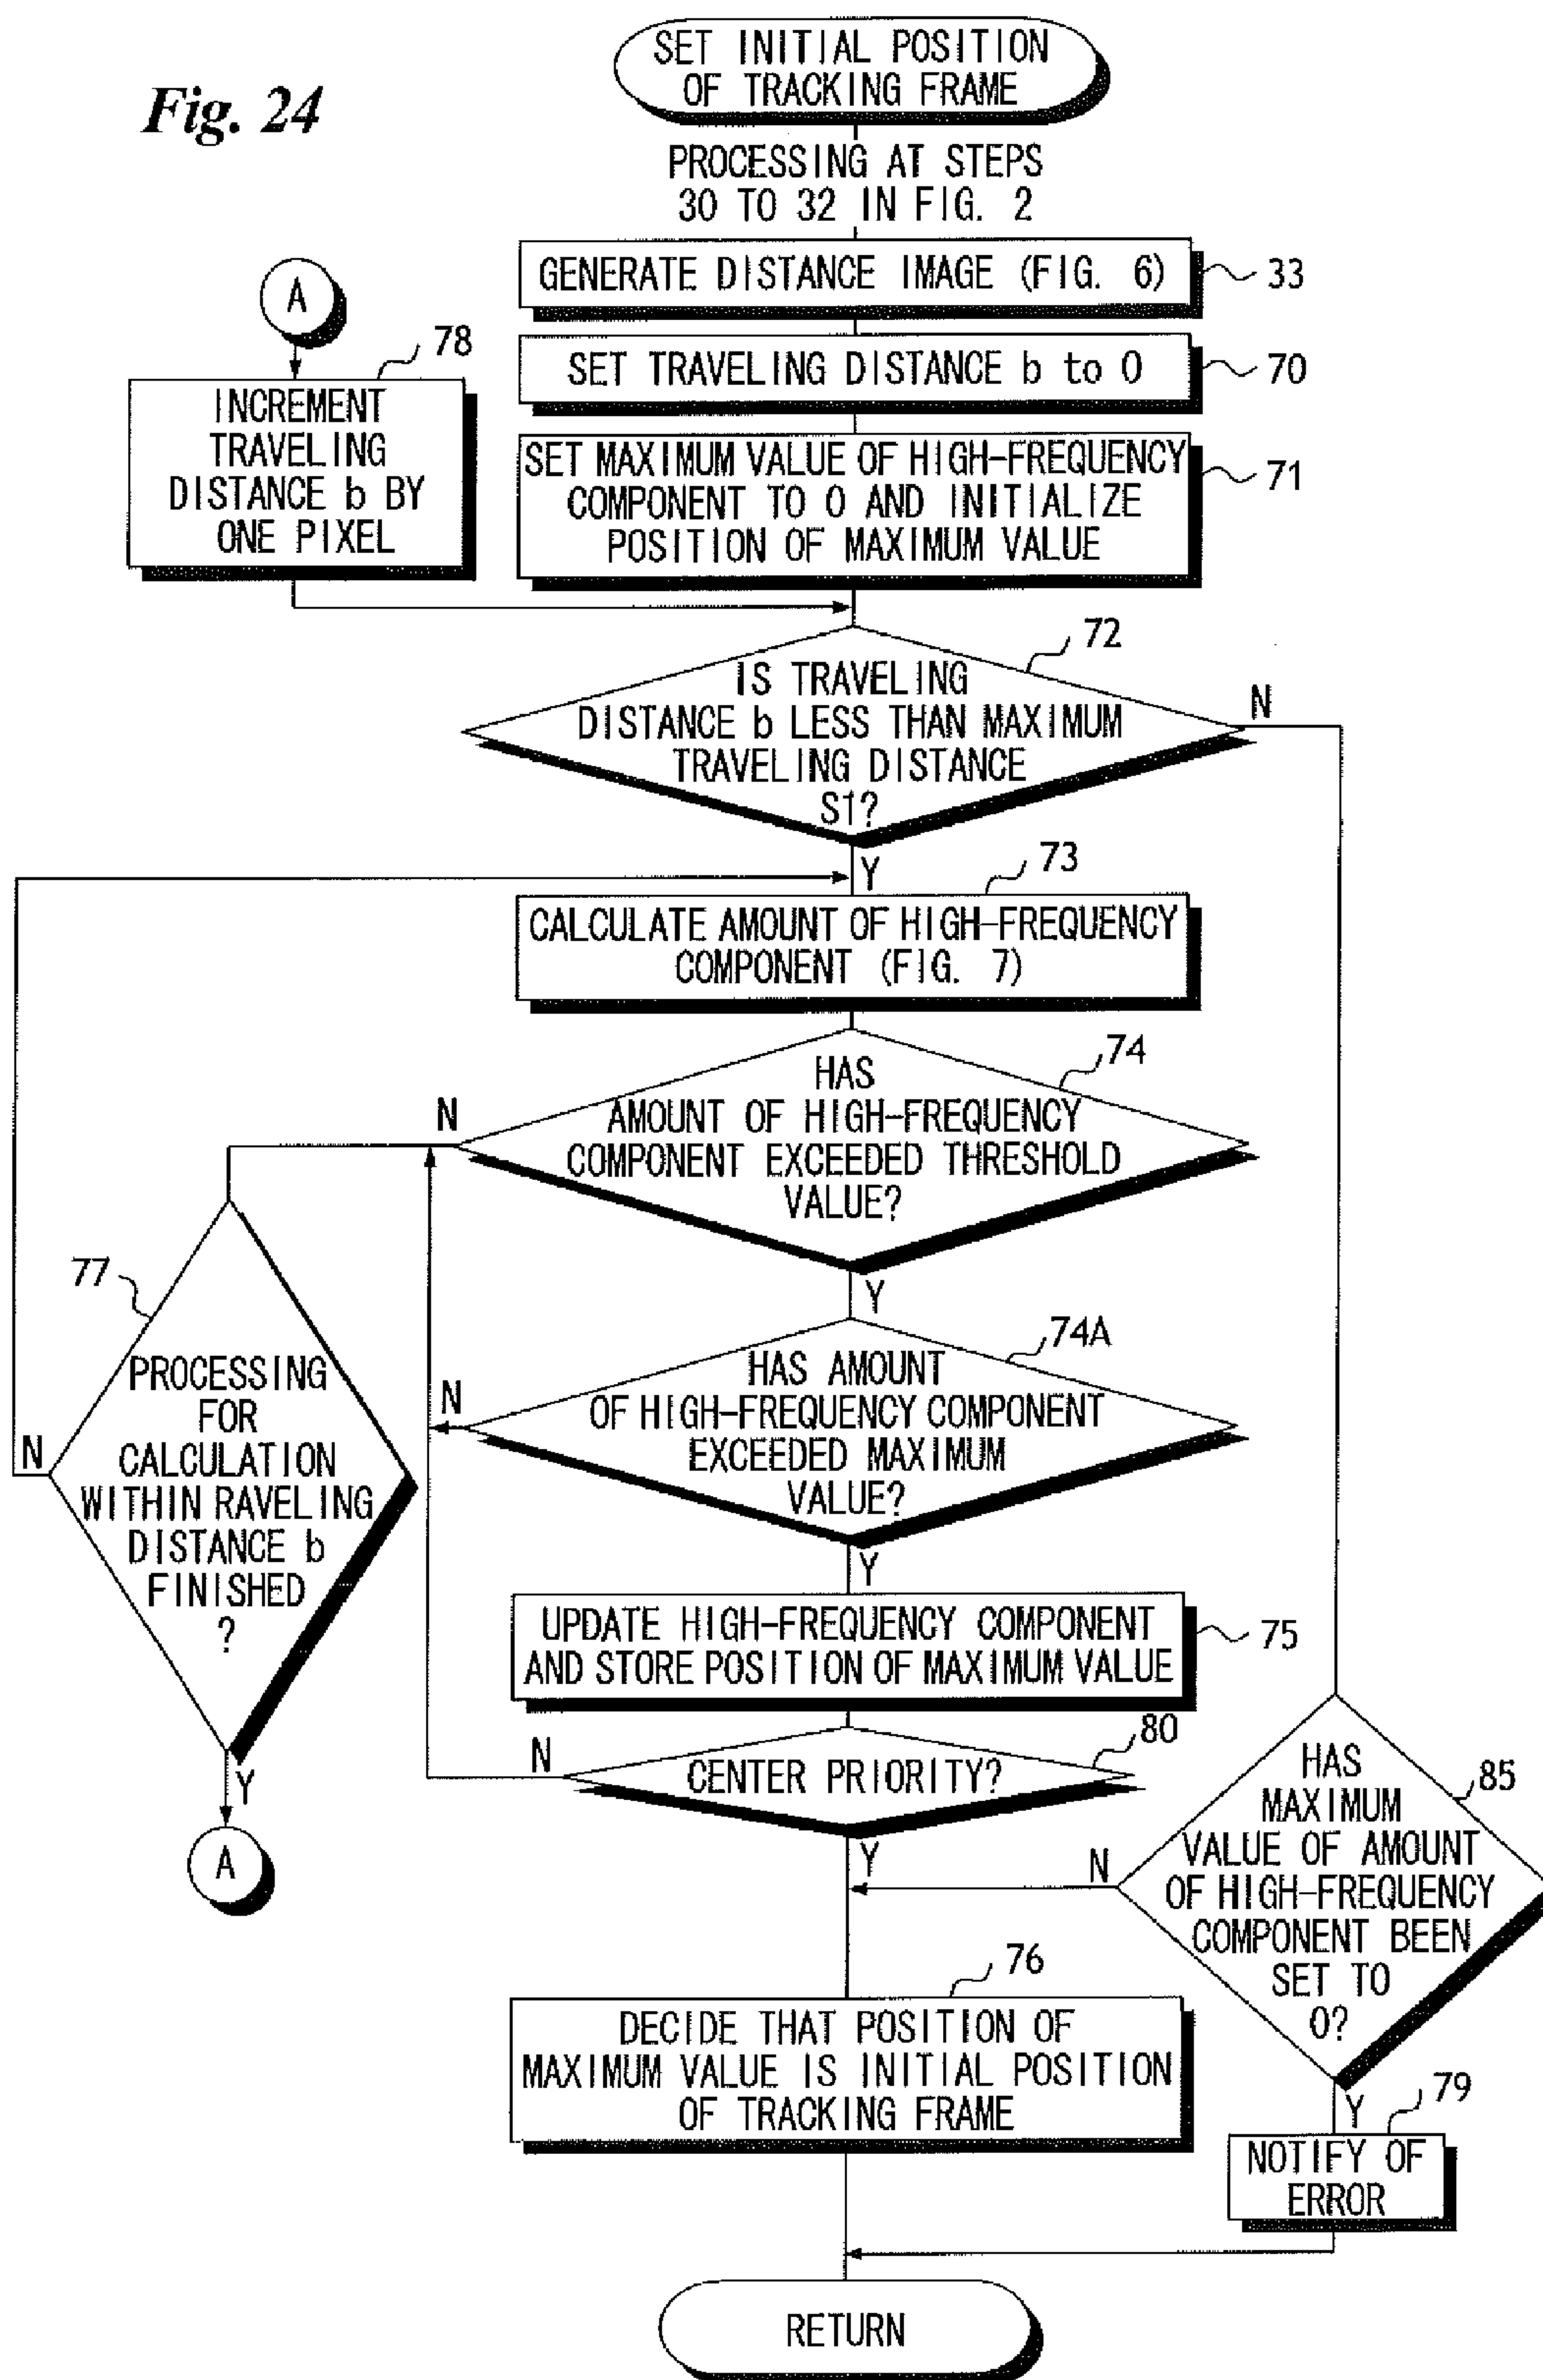 Fig. 24
SET INITIAL POSITION
OF TRACKING FRAME
PROCESSING AT STEPS
30 TO 32 IN FIG. 2
GENERATE DISTANCE IMAGE (FIG. 6)
33
A
78
SET TRAVELING DISTANCE b to 0
70
INCREMENT
TRAVELING
DISTANCE b BY
ONE PIXEL
SET MAXIMUM VALUE OF HIGH-FREQUENCY
COMPONENT TO 0 AND INITIALIZE
POSITION OF MAXIMUM VALUE
71
72
IS TRAVELING
DISTANCE b LESS THAN MAXIMUM
TRAVELING DISTANCE
S1?
N
Y
73
CALCULATE AMOUNT OF HIGH-FREQUENCY
COMPONENT (FIG. 7)
74
HAS
AMOUNT OF HIGH-FREQUENCY
COMPONENT EXCEEDED THRESHOLD
VALUE?
N
Y
77
PROCESSING
FOR
CALCULATION
WITHIN RAVELING
DISTANCE b
FINISHED
?
N
Y
A
74A
HAS AMOUNT
OF HIGH-FREQUENCY COMPONENT
EXCEEDED MAXIMUM
VALUE?
N
Y
UPDATE HIGH-FREQUENCY COMPONENT
AND STORE POSITION OF MAXIMUM VALUE
75
80
CENTER PRIORITY?
N
Y
85
HAS
MAXIMUM
VALUE OF AMOUNT
OF HIGH-FREQUENCY
COMPONENT BEEN
SET TO
0?
N
Y
76
DECIDE THAT POSITION OF
MAXIMUM VALUE IS INITIAL POSITION
OF TRACKING FRAME
79
NOTIFY OF
ERROR
RETURN